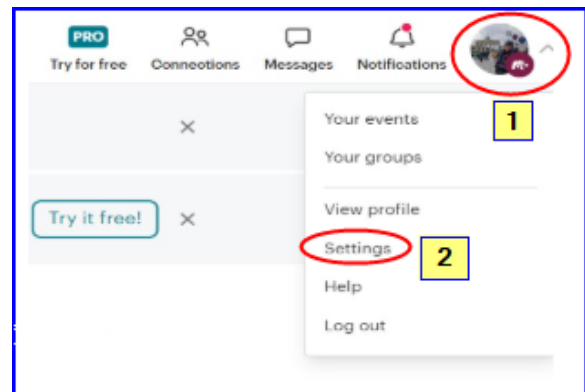 PRO
Try for free Connections Messages Notifications
1
Your events
Your groups
Try it free!
View profile
Settings
2
Help
Log out